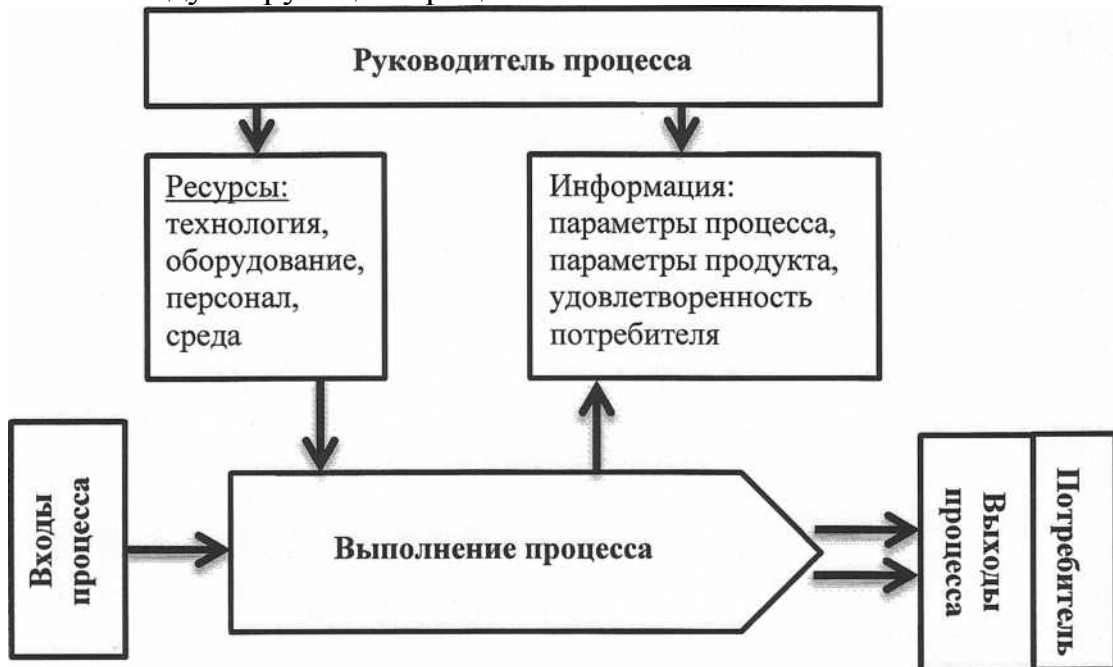 Руководитель процесса
Ресурсы:
технология,
оборудование,
персонал,
среда
Информация:
параметры процесса,
параметры продукта,
удовлетворенность
потребителя
Входы
процесса
Выполнение процесса
Выходы
процесса
Потребитель